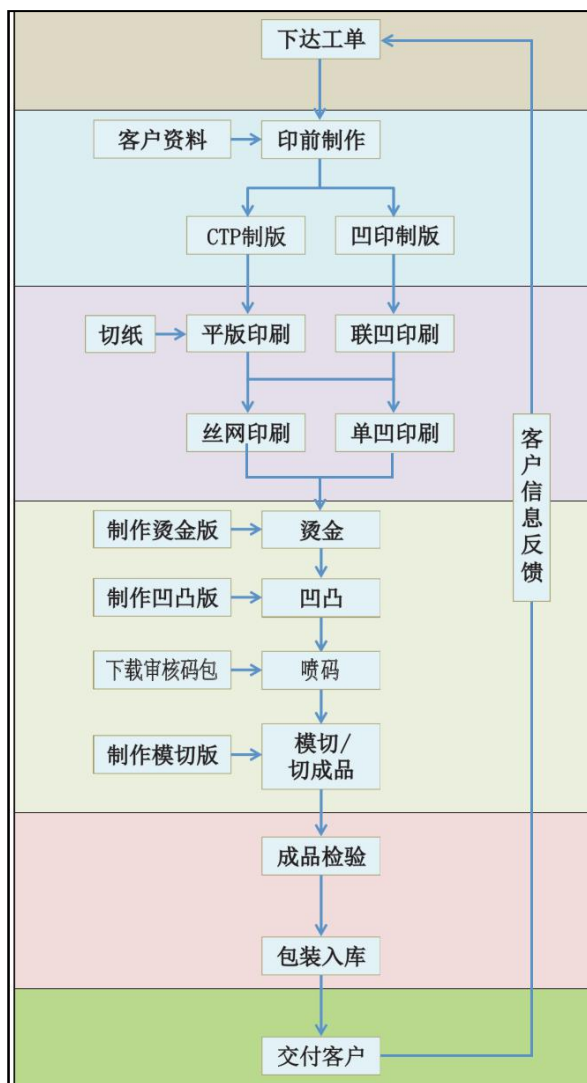 下达工单
客户资料
印前制作
CTP制版
凹印制版
切纸
平版印刷
联凹印刷
丝网印刷
单凹印刷
客户信息反馈
制作烫金版
烫金
制作凹凸版
凹凸
下载审核码包
喷码
制作模切版
模切/
切成品
成品检验
包装入库
交付客户